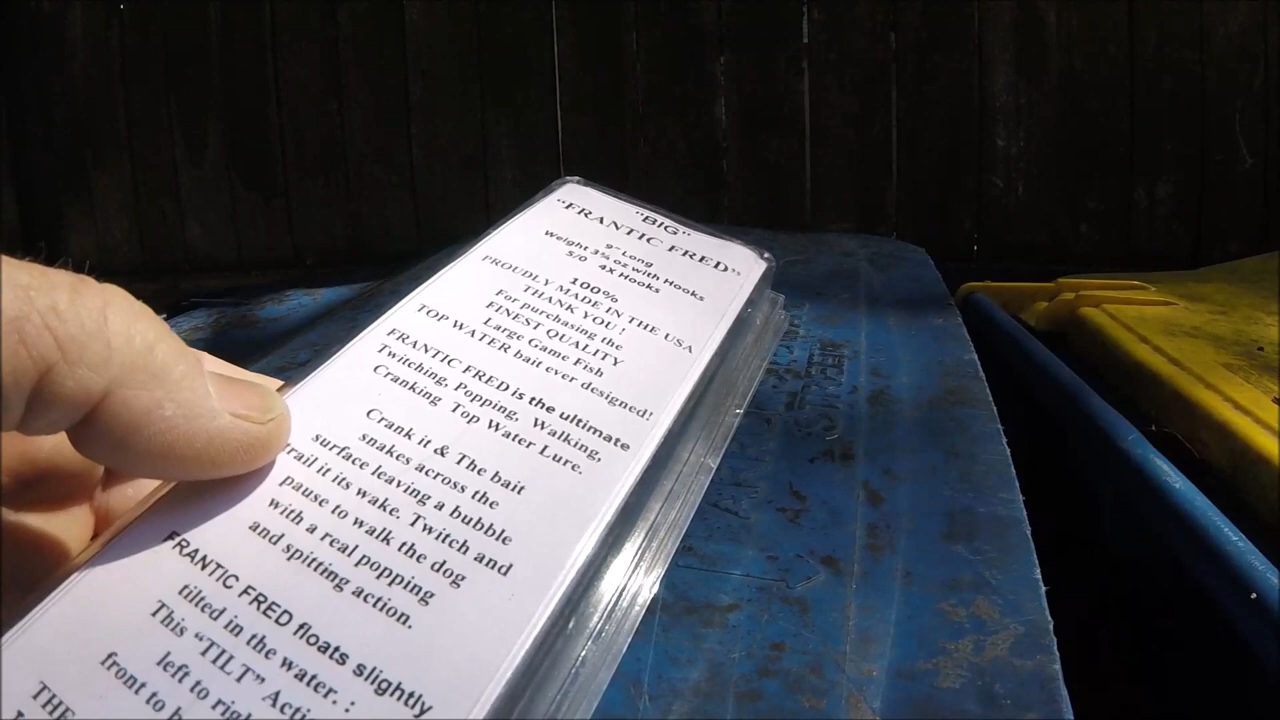 "BIG"
"FRANTIC FRED"
9" Long
Weight 3¾ oz with Hooks
5/0 4X Hooks
100%
PROUDLY MADE IN THE USA
THANK YOU !
For purchasing the
FINEST QUALITY
Large Game Fish
TOP WATER bait ever designed!
FRANTIC FRED is the ultimate
Twitching, Popping, Walking,
Cranking Top Water Lure.
Crank it & The bait
snakes across the
surface leaving a bubble
trail it its wake. Twitch and
pause to walk the dog
with a real popping
and spitting action.
FRANTIC FRED floats slightly
tilted in the water. :
This "TILT" Acti
left to righ
front to b
THE